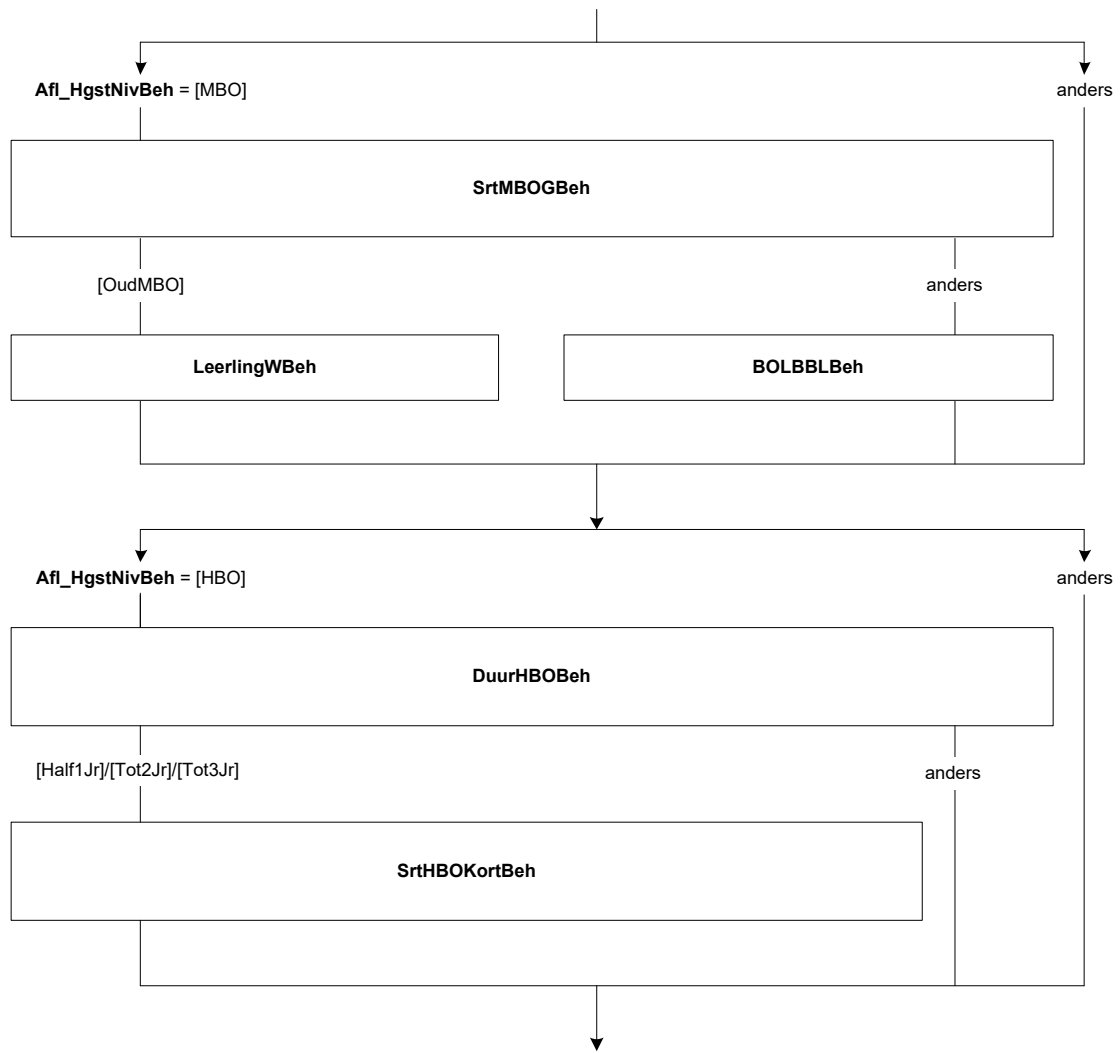 Afl_HgstNivBeh = [MBO]
anders
SrtMBOGBeh
[OudMBO]
anders
LeerlingWBeh
BOLBBLBeh
Afl_HgstNivBeh = [HBO]
anders
DuurHBOBeh
[Half1Jr]/[Tot2Jr]/[Tot3Jr]
anders
SrtHBOKortBeh